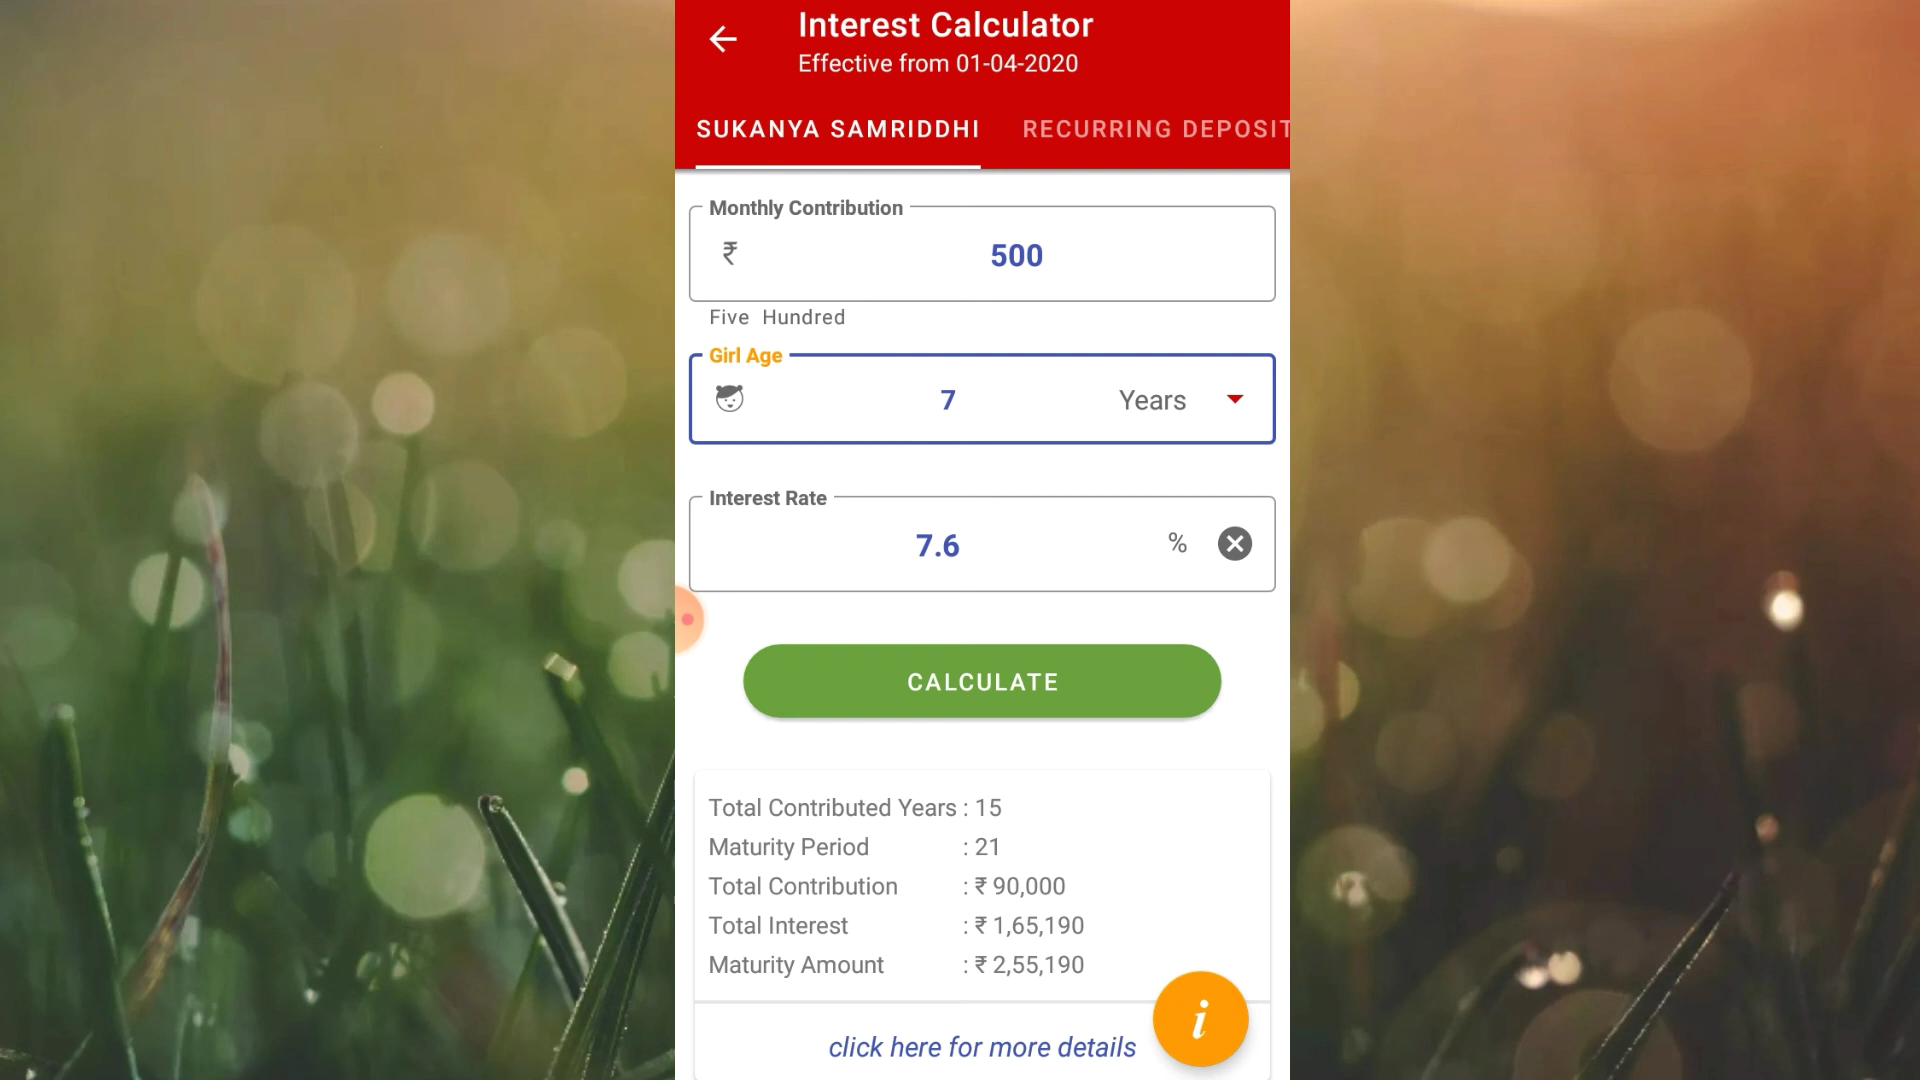 Interest Calculator
Effective from 01-04-2020
SUKANYA SAMRIDDHI RECURRING DEPOSIT
Monthly Contribution
₹ 500
Five Hundred
Girl Age
7 Years
Interest Rate
7.6 %
CALCULATE
Total Contributed Years : 15
Maturity Period : 21
Total Contribution : ₹ 90,000
Total Interest : ₹ 1,65,190
Maturity Amount : ₹ 2,55,190
i
click here for more details